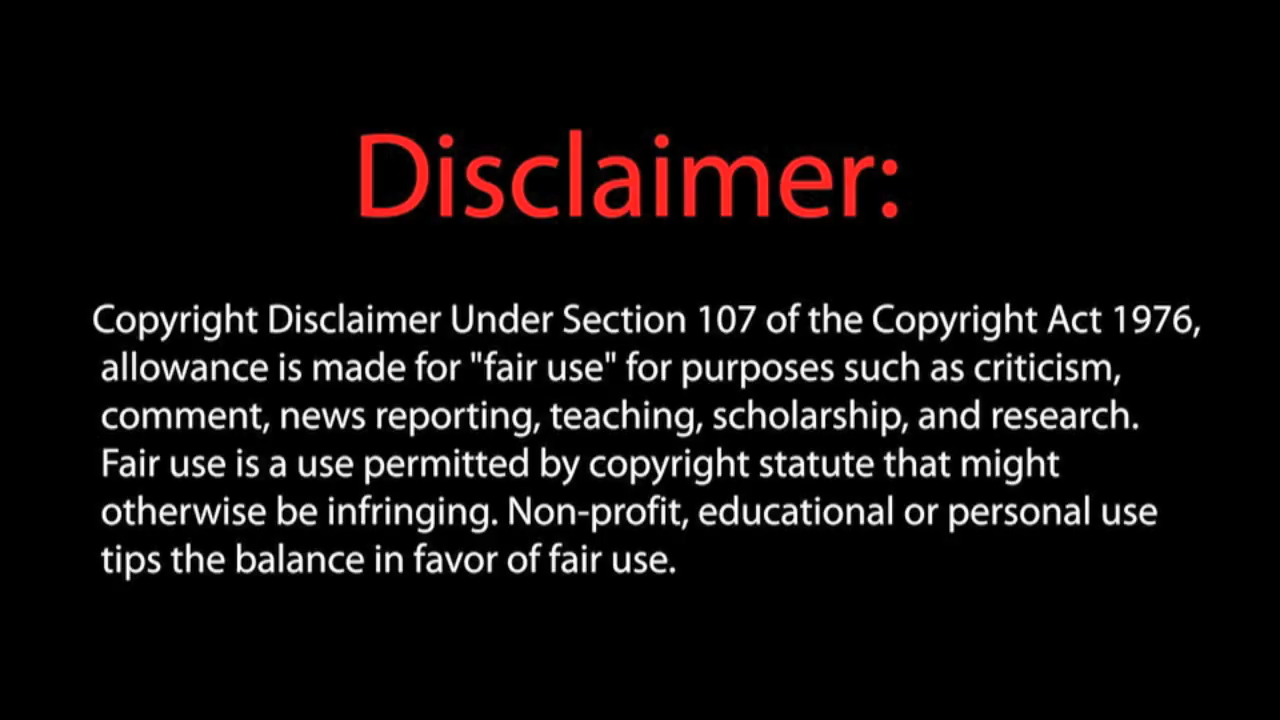 Disclaimer:
Copyright Disclaimer Under Section 107 of the Copyright Act 1976,
allowance is made for "fair use" for purposes such as criticism,
comment, news reporting, teaching, scholarship, and research.
Fair use is a use permitted by copyright statute that might
otherwise be infringing. Non-profit, educational or personal use
tips the balance in favor of fair use.